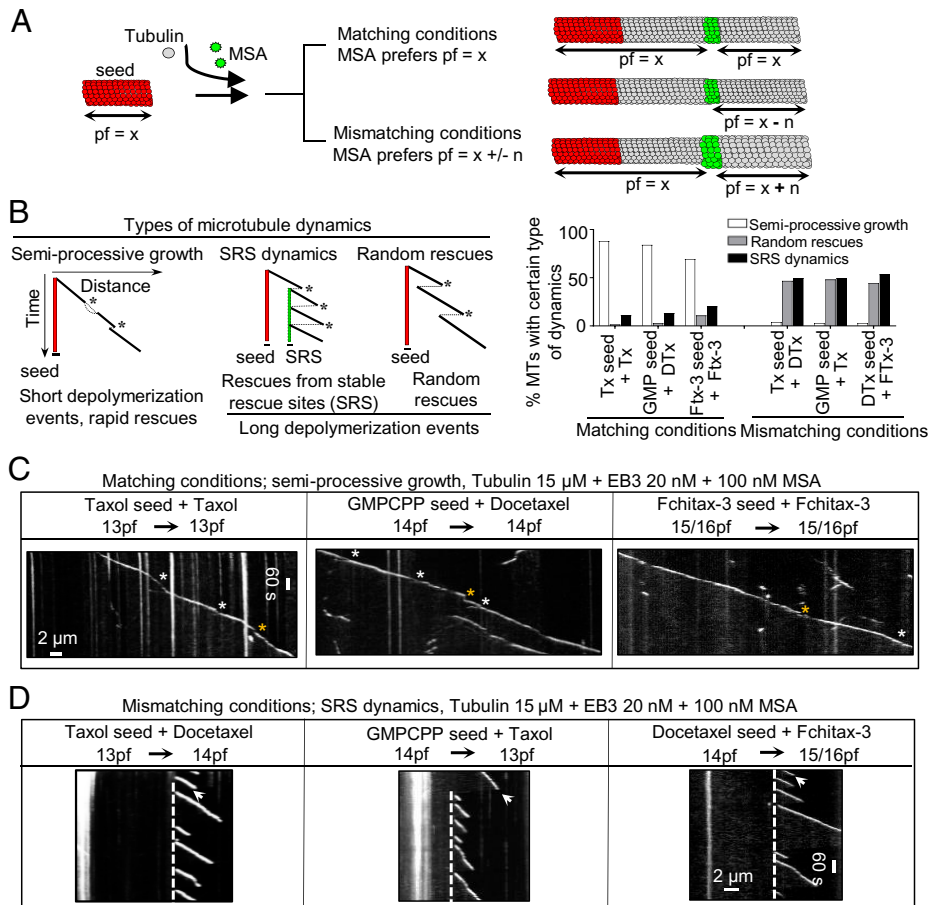 A
Tubulin
MSA
seed
pf = x
Matching conditions
MSA prefers pf = x
Mismatching conditions
MSA prefers pf = x +/- n
pf = x
pf = x
pf = x - n
pf = x
pf = x + n
B
Types of microtubule dynamics
Semi-processive growth
SRS dynamics
Random rescues
Distance
Time
*
*
*
*
*
seed
seed
SRS
seed
Short depolymerization
events, rapid rescues
Rescues from stable
rescue sites (SRS)
Random
rescues
Long depolymerization events
% MTs with certain type
of dynamics
100
50
0
Semi-processive growth
Random rescues
SRS dynamics
Tx seed
+ Tx
GMP seed
+ DTx
Ftx-3 seed
+ Ftx-3
Tx seed
+ DTx
GMP seed
+ Tx
DTx seed
+ FTx-3
Matching conditions
Mismatching conditions
C
Matching conditions; semi-processive growth, Tubulin 15 µM + EB3 20 nM + 100 nM MSA
Taxol seed + Taxol
13pf → 13pf
GMPCPP seed + Docetaxel
14pf → 14pf
Fchitax-3 seed + Fchitax-3
15/16pf → 15/16pf
60 s
2 µm
*
*
*
*
*
*
*
*
*
D
Mismatching conditions; SRS dynamics, Tubulin 15 µM + EB3 20 nM + 100 nM MSA
Taxol seed + Docetaxel
13pf → 14pf
GMPCPP seed + Taxol
14pf → 13pf
Docetaxel seed + Fchitax-3
14pf → 15/16pf
2 µm
60 s